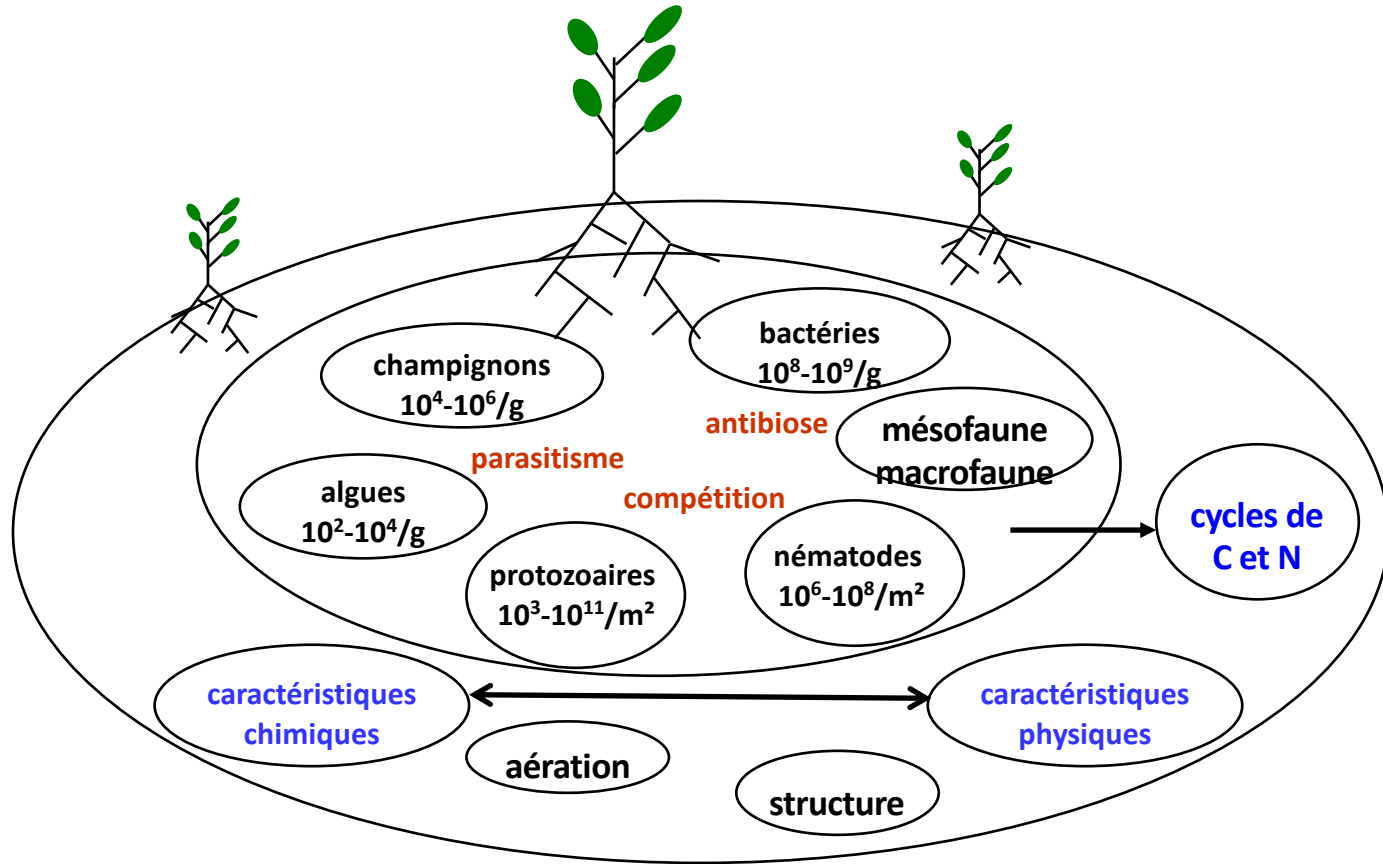 champignons
10⁴-10⁶/g
bactéries
10⁸-10⁹/g
antibiose
mésofaune
macrofaune
parasitisme
compétition
algues
10²-10⁴/g
protozoaires
10³-10¹¹/m²
nématodes
10⁶-10⁸/m²
cycles de
C et N
caractéristiques
chimiques
caractéristiques
physiques
aération
structure